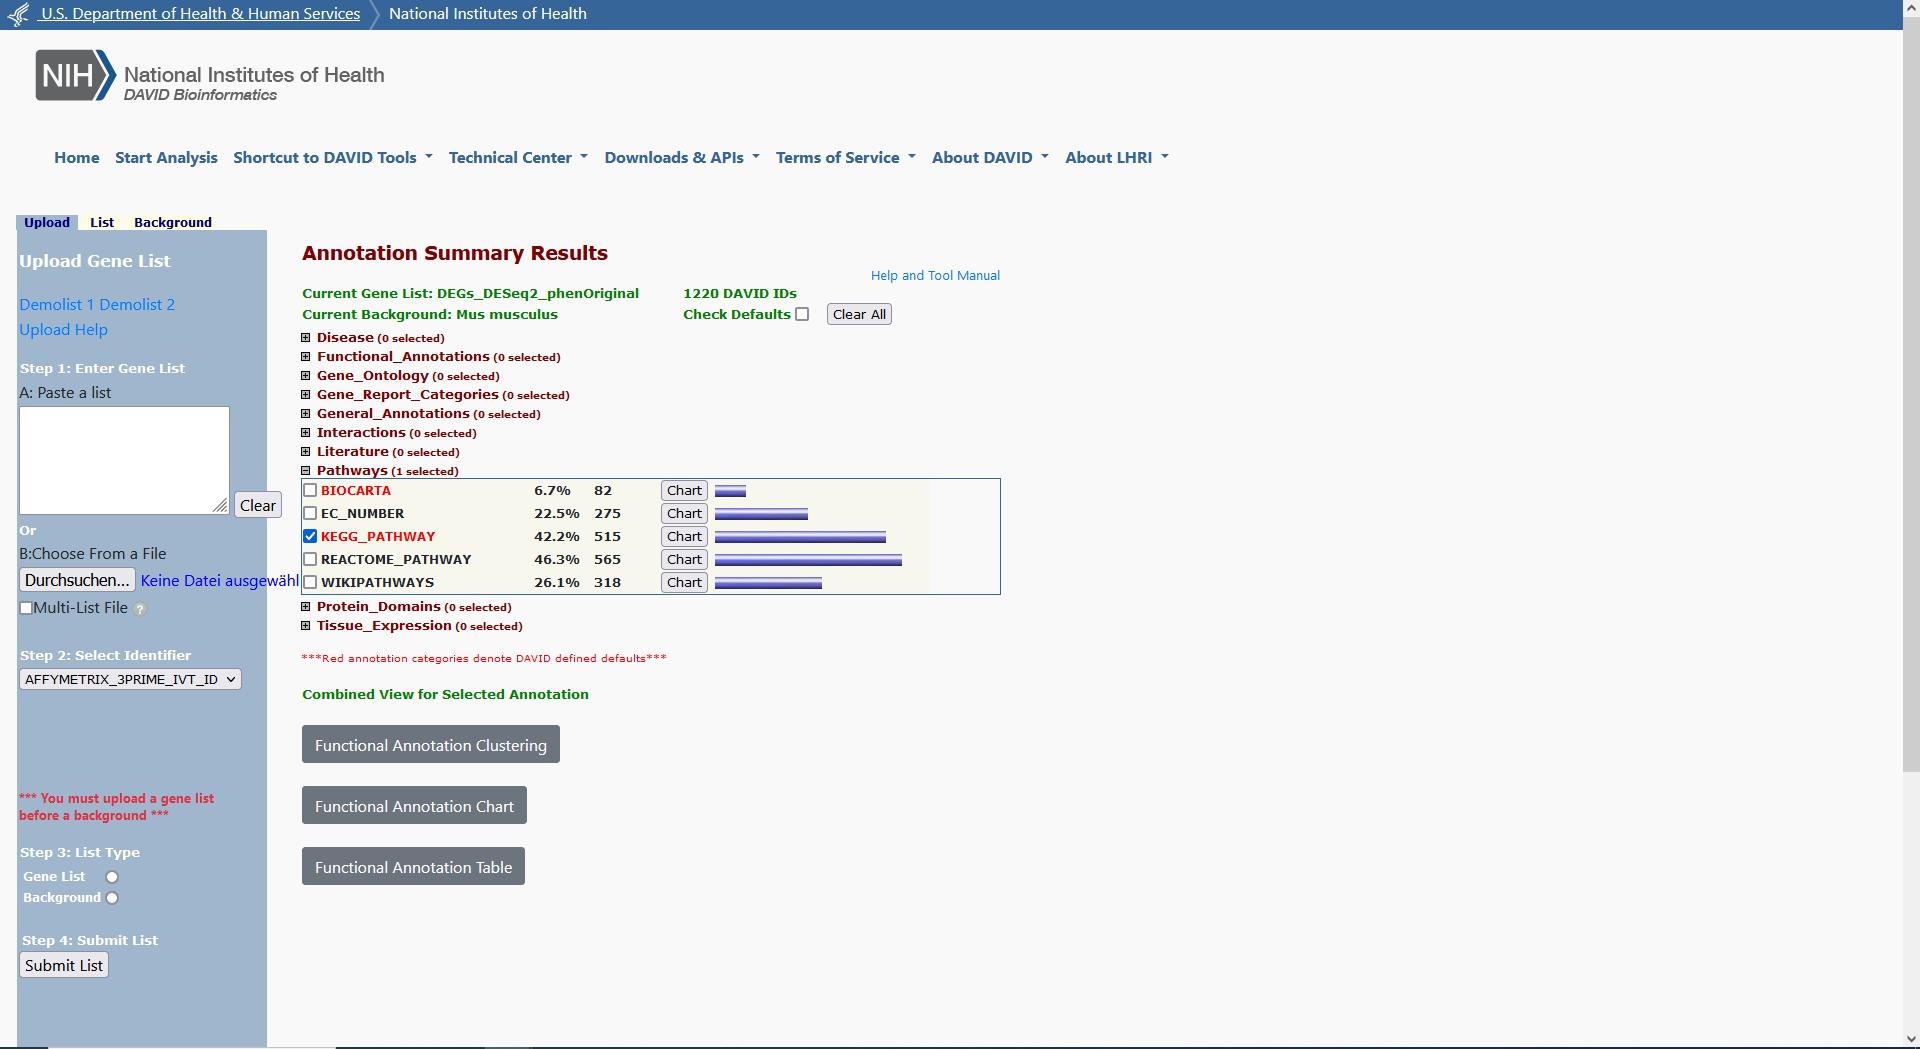 U.S. Department of Health & Human Services National Institutes of Health
NIH National Institutes of Health
DAVID Bioinformatics
Home Start Analysis Shortcut to DAVID Tools Technical Center Downloads & APIs Terms of Service About DAVID About LHRI
Upload List Background
Upload Gene List
Demolist 1 Demolist 2
Upload Help
Step 1: Enter Gene List
A: Paste a list
Clear
Or
B:Choose From a File
Durchsuchen... Keine Datei ausgewähl
Multi-List File ?
Step 2: Select Identifier
AFFYMETRIX_3PRIME_IVT_ID
*** You must upload a gene list
before a background ***
Step 3: List Type
Gene List
Background
Step 4: Submit List
Submit List
Annotation Summary Results
Help and Tool Manual
Current Gene List: DEGs_DESeq2_phenOriginal 1220 DAVID IDs
Current Background: Mus musculus Check Defaults Clear All
Disease (0 selected)
Functional_Annotations (0 selected)
Gene_Ontology (0 selected)
Gene_Report_Categories (0 selected)
General_Annotations (0 selected)
Interactions (0 selected)
Literature (0 selected)
Pathways (1 selected)
BIOCARTA 6.7% 82 Chart
EC_NUMBER 22.5% 275 Chart
KEGG_PATHWAY 42.2% 515 Chart
REACTOME_PATHWAY 46.3% 565 Chart
WIKIPATHWAYS 26.1% 318 Chart
Protein_Domains (0 selected)
Tissue_Expression (0 selected)
***Red annotation categories denote DAVID defined defaults***
Combined View for Selected Annotation
Functional Annotation Clustering
Functional Annotation Chart
Functional Annotation Table